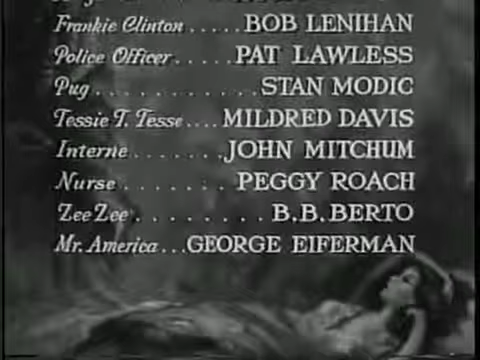 Frankie Clinton ..... BOB LENIHAN
Police Officer ..... PAT LAWLESS
Pug .......... STAN MODIC
Tessie T. Tesse .... MILDRED DAVIS
Interne ....... JOHN MITCHUM
Nurse ....... PEGGY ROACH
Zee Zee ........ B.B. BERTO
Mr. America ... GEORGE EIFERMAN